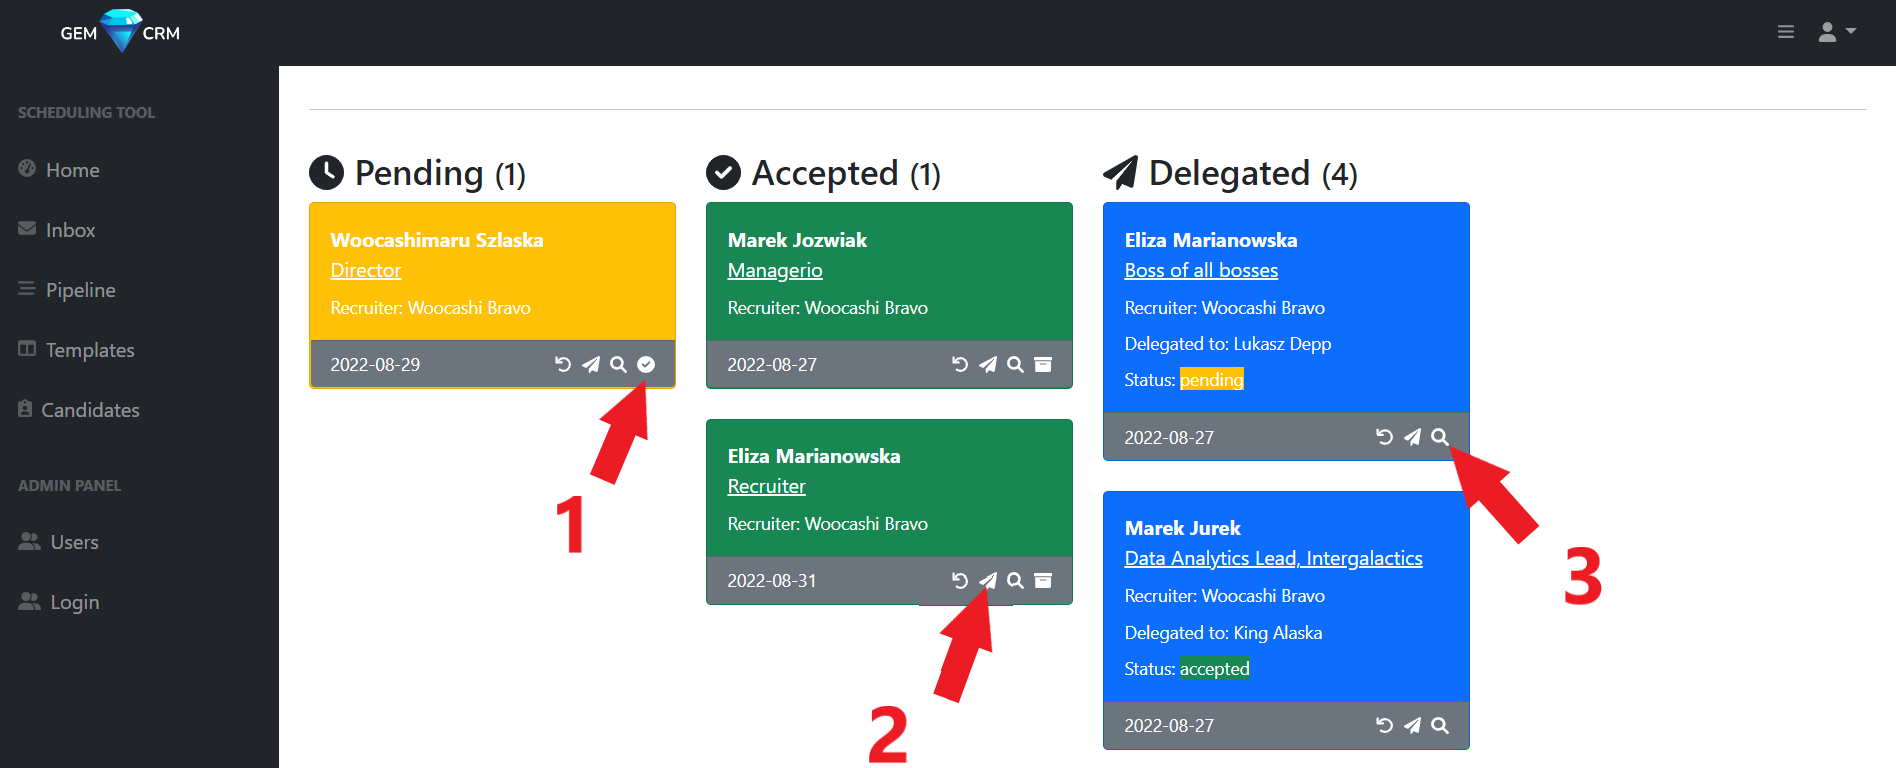 GEM CRM
SCHEDULING TOOL
Home
Inbox
Pipeline
Templates
Candidates
ADMIN PANEL
Users
Login
Pending (1)
Woocashimaru Szlaska
Director
Recruiter: Woocashi Bravo
2022-08-29
1
Accepted (1)
Marek Jozwiak
Managerio
Recruiter: Woocashi Bravo
2022-08-27
Eliza Marianowska
Recruiter
Recruiter: Woocashi Bravo
2022-08-31
2
Delegated (4)
Eliza Marianowska
Boss of all bosses
Recruiter: Woocashi Bravo
Delegated to: Lukasz Depp
Status: pending
2022-08-27
3
Marek Jurek
Data Analytics Lead, Intergalactics
Recruiter: Woocashi Bravo
Delegated to: King Alaska
Status: accepted
2022-08-27